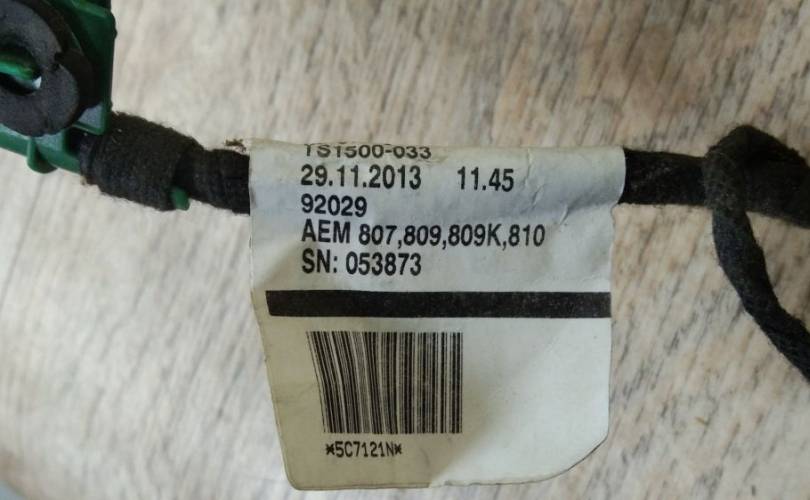 TS1500-033
29.11.2013 11.45
92029
AEM 807,809,809K,810
SN: 053873
*5C7121N*